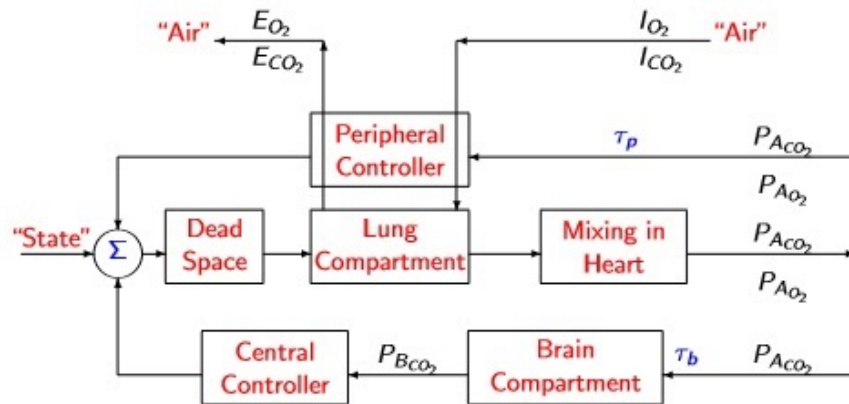 “Air” E_{O_2} I_{O_2} “Air”
E_{CO_2} I_{CO_2}
Peripheral
Controller
τ_p P_{A_{CO_2}}
P_{A_{O_2}}
“State” Σ
Dead
Space
Lung
Compartment
Mixing in
Heart
P_{A_{CO_2}}
P_{A_{O_2}}
Central
Controller
P_{B_{CO_2}}
Brain
Compartment
τ_b P_{A_{CO_2}}